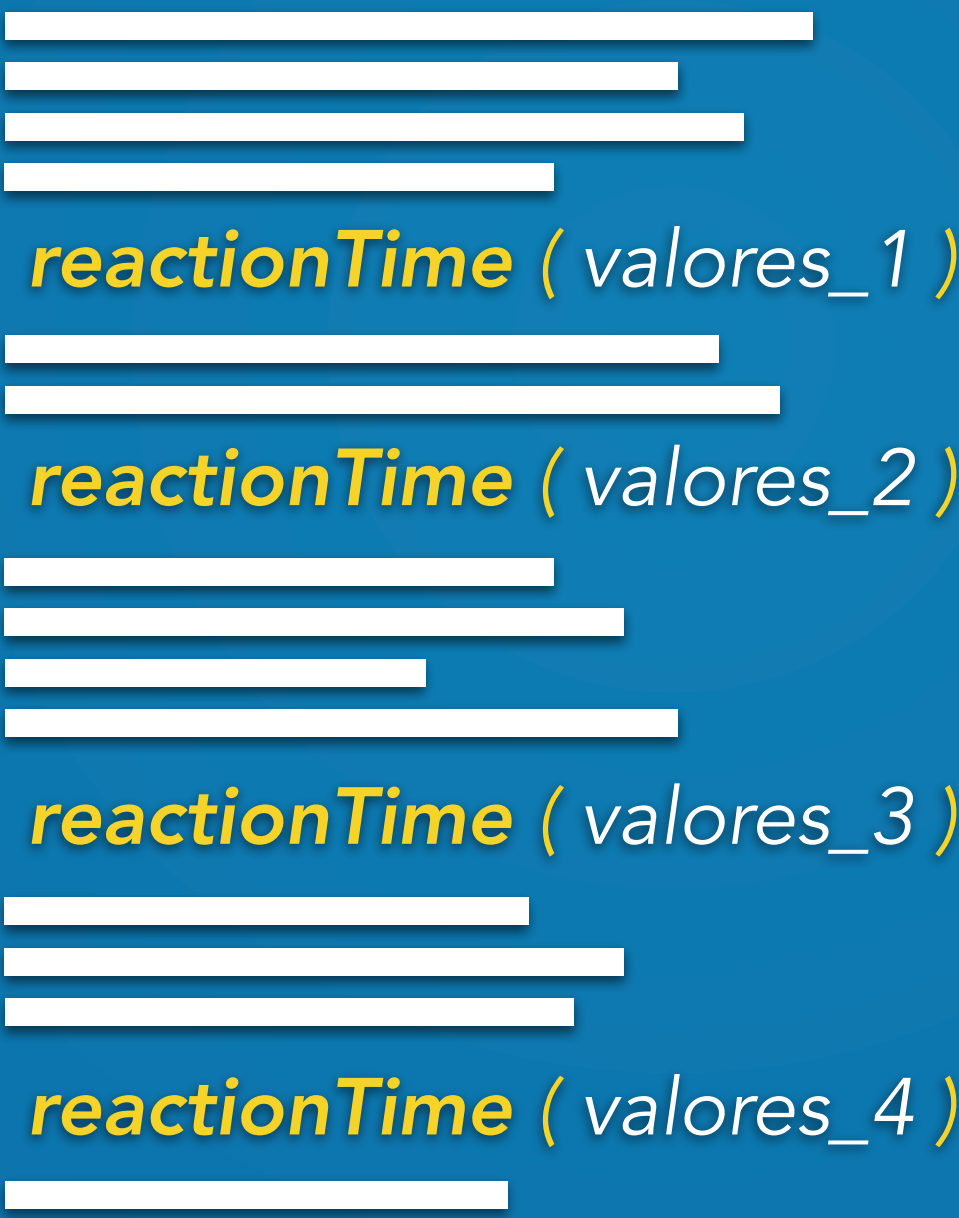 reactionTime ( valores_1 )
reactionTime ( valores_2 )
reactionTime ( valores_3 )
reactionTime ( valores_4 )